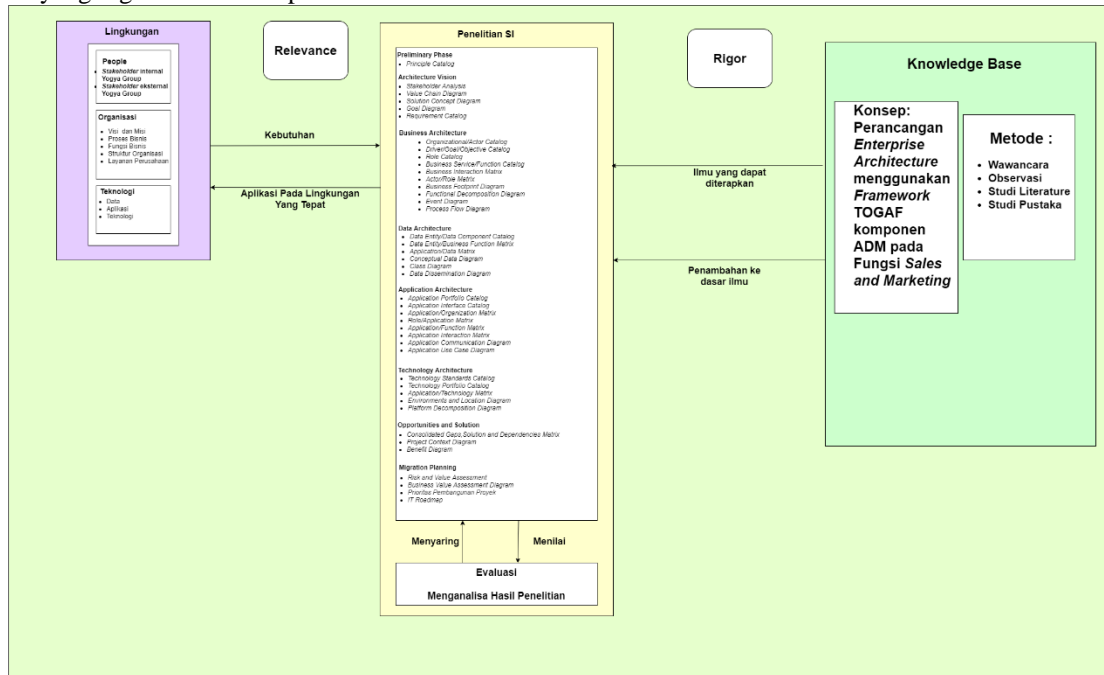 Lingkungan
People
Stakeholder internal
Yogya Group
Stakeholder eksternal
Yogya Group
Organisasi
Visi dan Misi
Proses Bisnis
Fungsi Bisnis
Struktur Organisasi
Layanan Perusahaan
Teknologi
Data
Aplikasi
Teknologi
Relevance
Kebutuhan
Aplikasi Pada Lingkungan
Yang Tepat
Penelitian SI
Preliminary Phase
Principle Catalog
Architecture Vision
Stakeholder Analysis
Value Chain Diagram
Solution Concept Diagram
Goal Diagram
Requirement Catalog
Business Architecture
Organizational/Actor Catalog
Driver/Goal/Objective Catalog
Role Catalog
Business Service/Function Catalog
Business Interaction Matrix
Actor/Role Matrix
Business Footprint Diagram
Functional Decomposition Diagram
Event Diagram
Process Flow Diagram
Data Architecture
Data Entity/Data Component Catalog
Data Entity/Business Function Matrix
Application/Data Matrix
Conceptual Data Diagram
Class Diagram
Data Dissemination Diagram
Application Architecture
Application Portfolio Catalog
Application Interface Catalog
Application/Organization Matrix
Role/Application Matrix
Application/Function Matrix
Application Interaction Matrix
Application Communication Diagram
Application Use Case Diagram
Technology Architecture
Technology Standards Catalog
Technology Portfolio Catalog
Application/Technology Matrix
Environments and Location Diagram
Platform Decomposition Diagram
Opportunities and Solution
Consolidated Gaps,Solution and Dependencies Matrix
Project Context Diagram
Benefit Diagram
Migration Planning
Risk and Value Assessment
Business Value Assessment Diagram
Prioritas Pembangunan Proyek
IT Roadmap
Menyaring
Menilai
Evaluasi
Menganalisa Hasil Penelitian
Rigor
Ilmu yang dapat
diterapkan
Penambahan ke
dasar ilmu
Knowledge Base
Konsep:
Perancangan
Enterprise
Architecture
menggunakan
Framework
TOGAF
komponen
ADM pada
Fungsi Sales
and Marketing
Metode :
Wawancara
Observasi
Studi Literature
Studi Pustaka